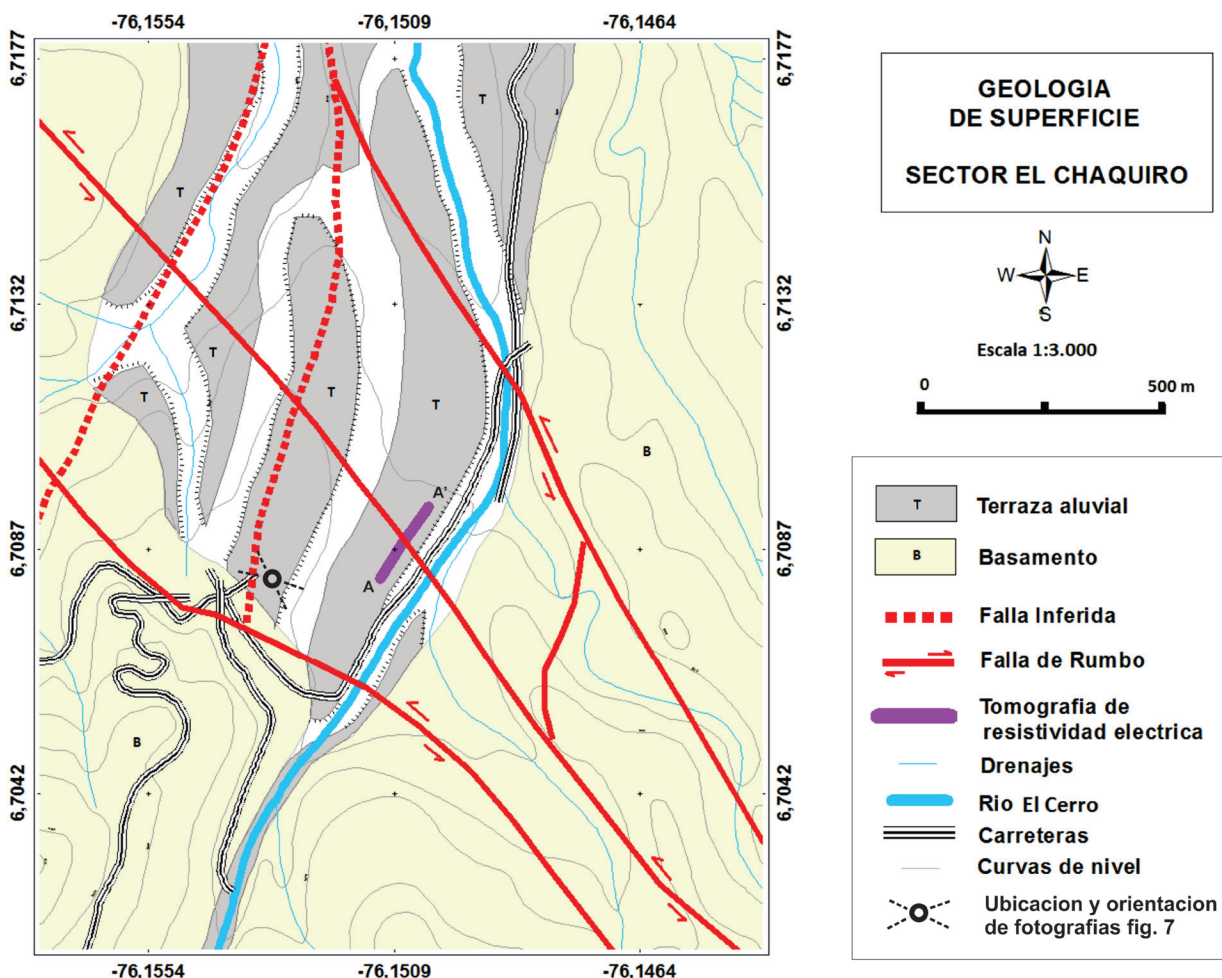 -76,1554
-76,1509
-76,1464
6,7177
6,7177
6,7132
6,7132
6,7087
6,7087
6,7042
6,7042
T
T
T
T
T
T
B
A'
A
B
-76,1554
-76,1509
-76,1464
GEOLOGIA
DE SUPERFICIE
SECTOR EL CHAQUIRO
N
W
E
S
Escala 1:3.000
0
500 m
T
Terraza aluvial
B
Basamento
Falla Inferida
Falla de Rumbo
Tomografia de
resistividad electrica
Drenajes
Rio El Cerro
Carreteras
Curvas de nivel
Ubicacion y orientacion
de fotografias fig. 7